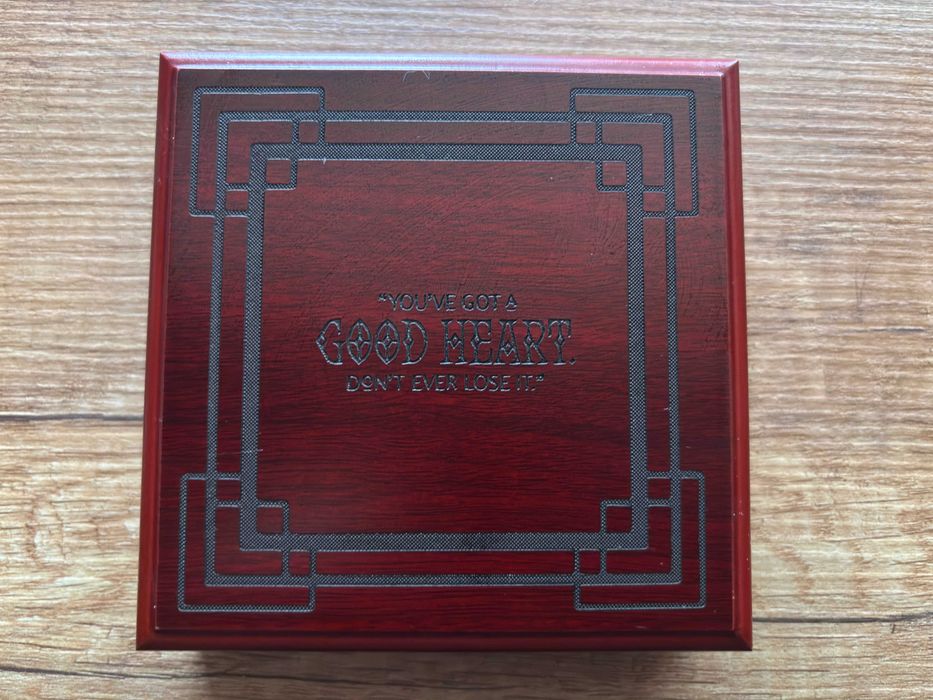 “YOU’VE GOT A
GOOD HEART.
DON’T EVER LOSE IT.”